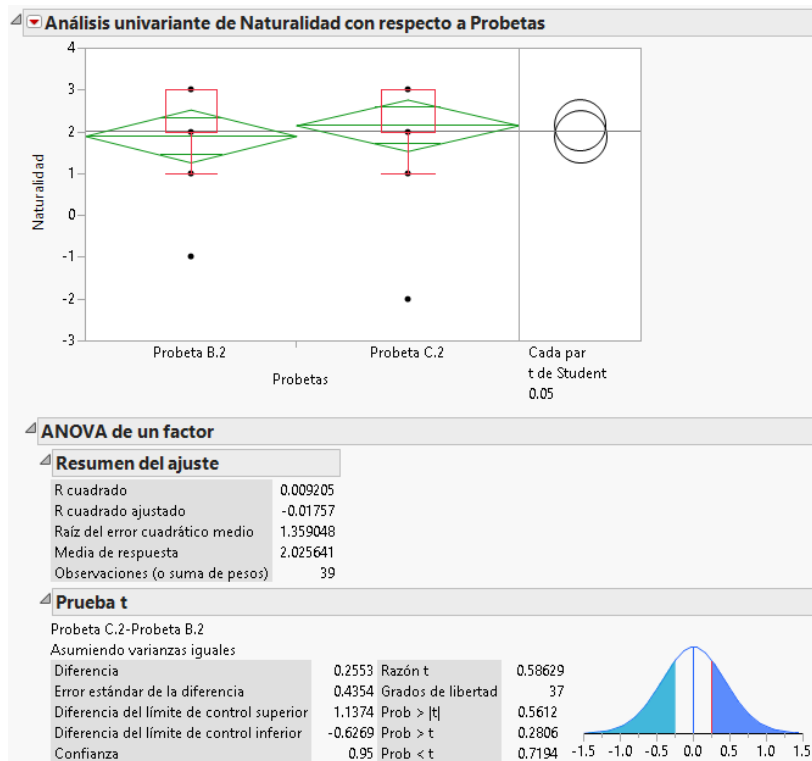 Análisis univariante de Naturalidad con respecto a Probetas
4
3
2
1
0
-1
-2
-3
Naturalidad
Probeta B.2 Probeta C.2
Probetas
Cada par
t de Student
0.05
ANOVA de un factor
Resumen del ajuste
R cuadrado 0.009205
R cuadrado ajustado -0.01757
Raíz del error cuadrático medio 1.359048
Media de respuesta 2.025641
Observaciones (o suma de pesos) 39
Prueba t
Probeta C.2-Probeta B.2
Asumiendo varianzas iguales
Diferencia 0.2553 Razón t 0.58629
Error estándar de la diferencia 0.4354 Grados de libertad 37
Diferencia del límite de control superior 1.1374 Prob > |t| 0.5612
Diferencia del límite de control inferior -0.6269 Prob > t 0.2806
Confianza 0.95 Prob < t 0.7194
-1.5 -1.0 -0.5 0.0 0.5 1.0 1.5